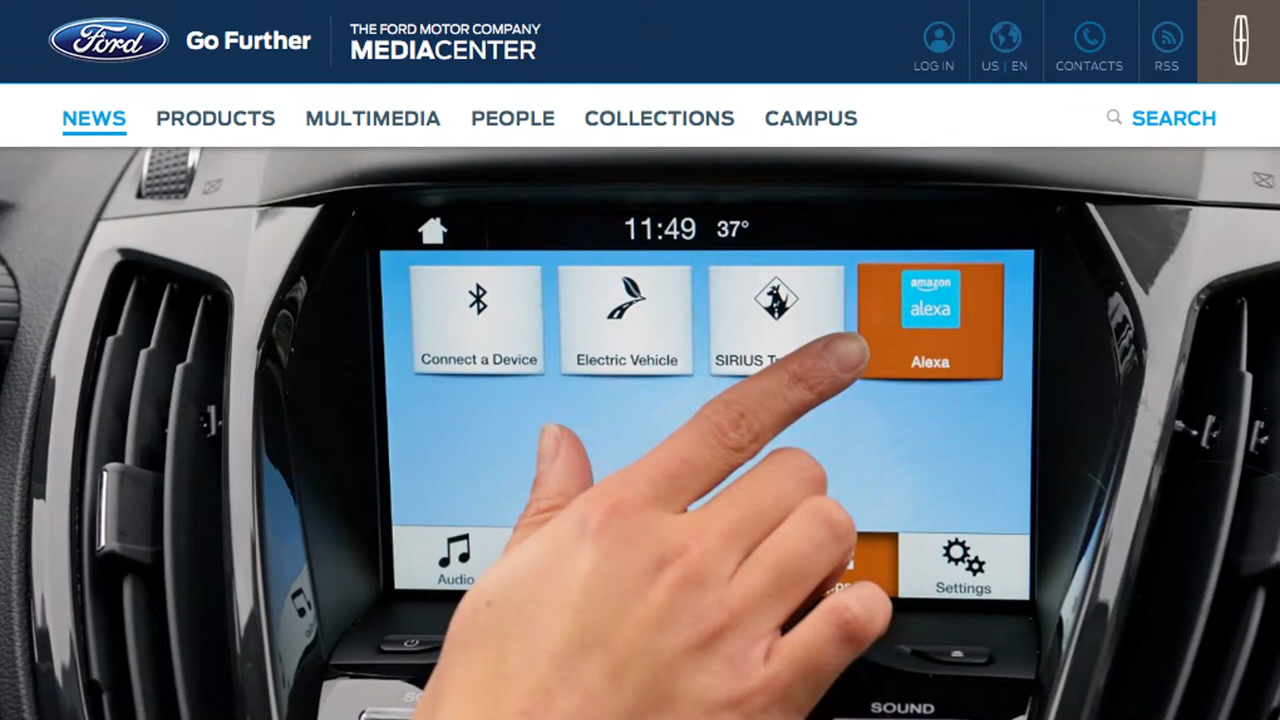 Ford
Go Further
THE FORD MOTOR COMPANY
MEDIACENTER
LOG IN
US | EN
CONTACTS
RSS
NEWS
PRODUCTS
MULTIMEDIA
PEOPLE
COLLECTIONS
CAMPUS
SEARCH
11:49 37°
Connect a Device
Electric Vehicle
SIRIUS
amazon
alexa
Alexa
Audio
Settings
SOUND